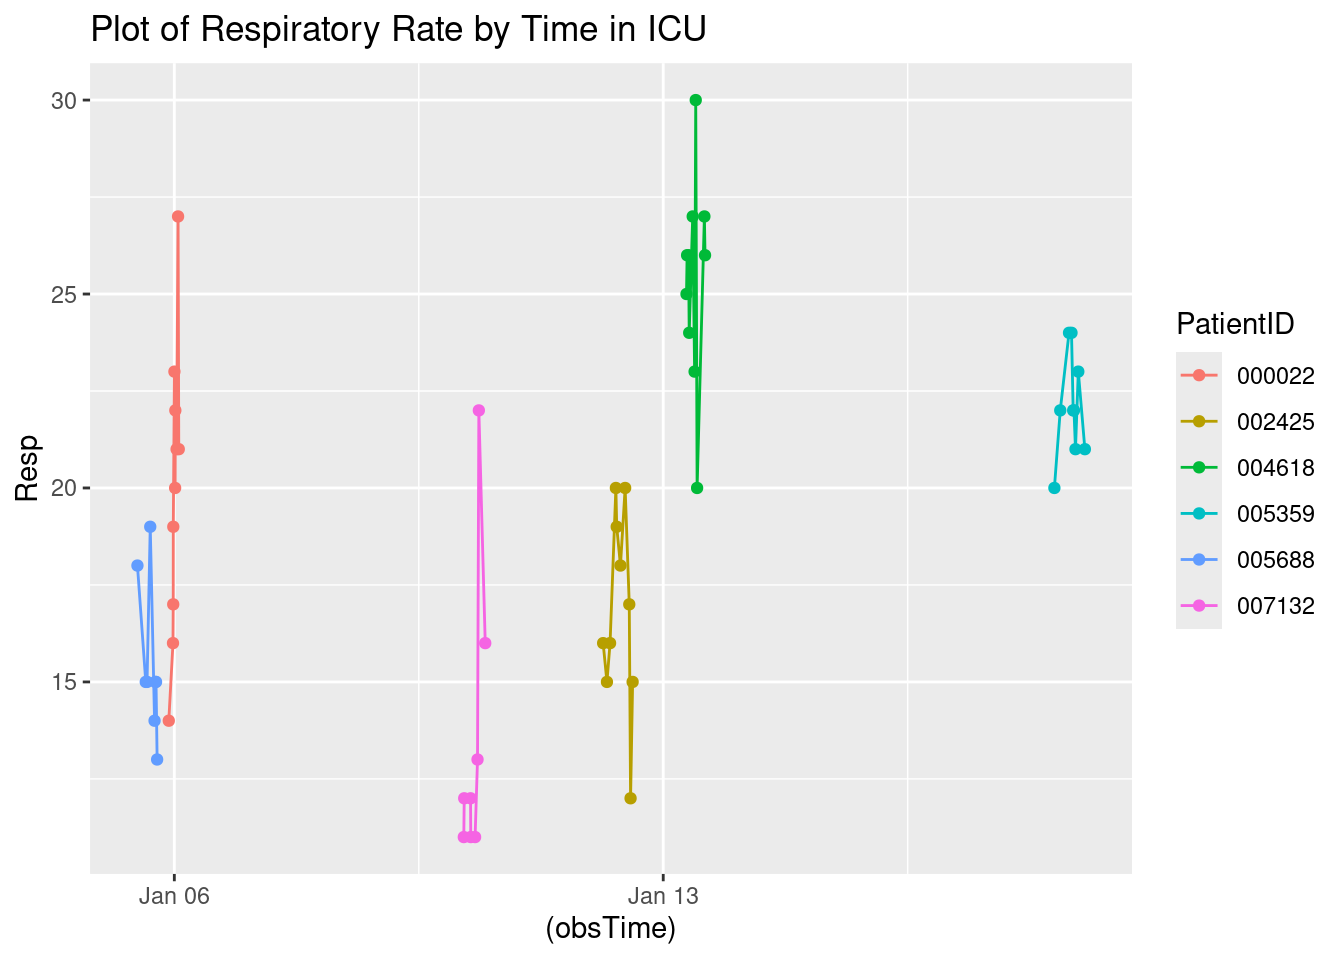 Plot of Respiratory Rate by Time in ICU
30
25
20
15
Resp
Jan 06
Jan 13
(obsTime)
PatientID
000022
002425
004618
005359
005688
007132